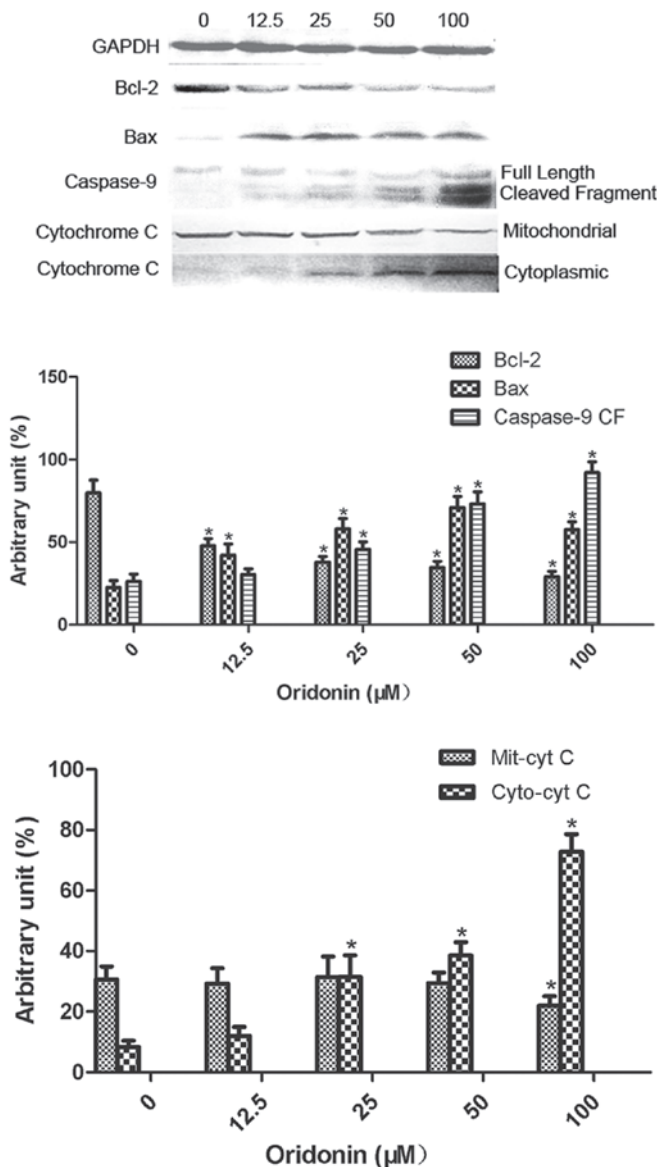 0 12.5 25 50 100
GAPDH
Bcl-2
Bax
Caspase-9 Full Length
Cleaved Fragment
Cytochrome C Mitochondrial
Cytochrome C Cytoplasmic
Bcl-2
Bax
Caspase-9 CF
150
100
50
0
Arbitrary unit (%)
* *
* * *
* * *
* * *
0 12.5 25 50 100
Oridonin (µM）
Mit-cyt C
Cyto-cyt C
100
80
60
40
20
0
Arbitrary unit (%)
*
*
* *
0 12.5 25 50 100
Oridonin (µM）